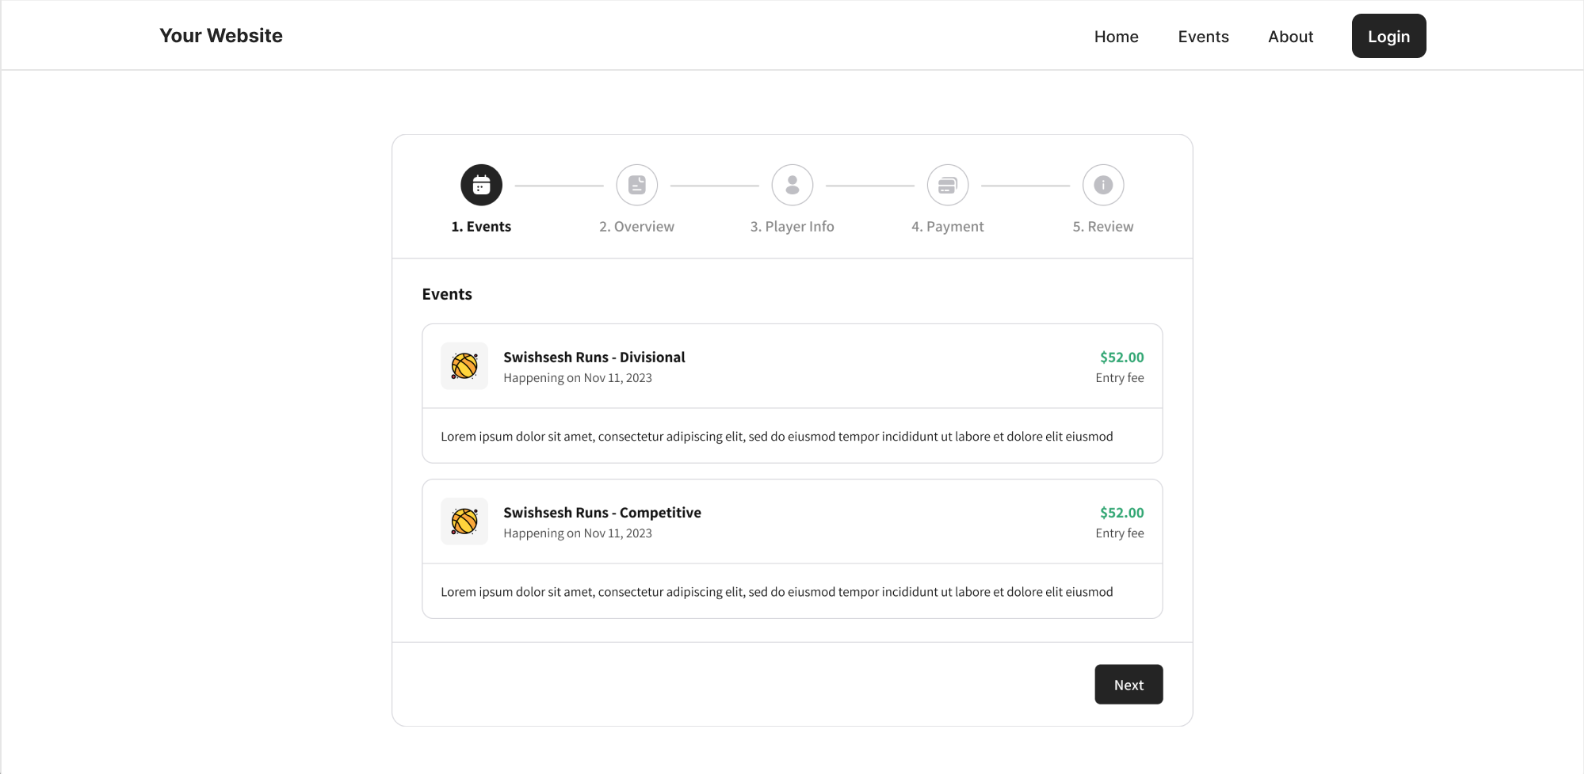 Your Website
Home Events About Login
1. Events 2. Overview 3. Player Info 4. Payment 5. Review
Events
Swishsesh Runs - Divisional $52.00
Happening on Nov 11, 2023 Entry fee
Lorem ipsum dolor sit amet, consectetur adipiscing elit, sed do eiusmod tempor incididunt ut labore et dolore elit eiusmod
Swishsesh Runs - Competitive $52.00
Happening on Nov 11, 2023 Entry fee
Lorem ipsum dolor sit amet, consectetur adipiscing elit, sed do eiusmod tempor incididunt ut labore et dolore elit eiusmod
Next